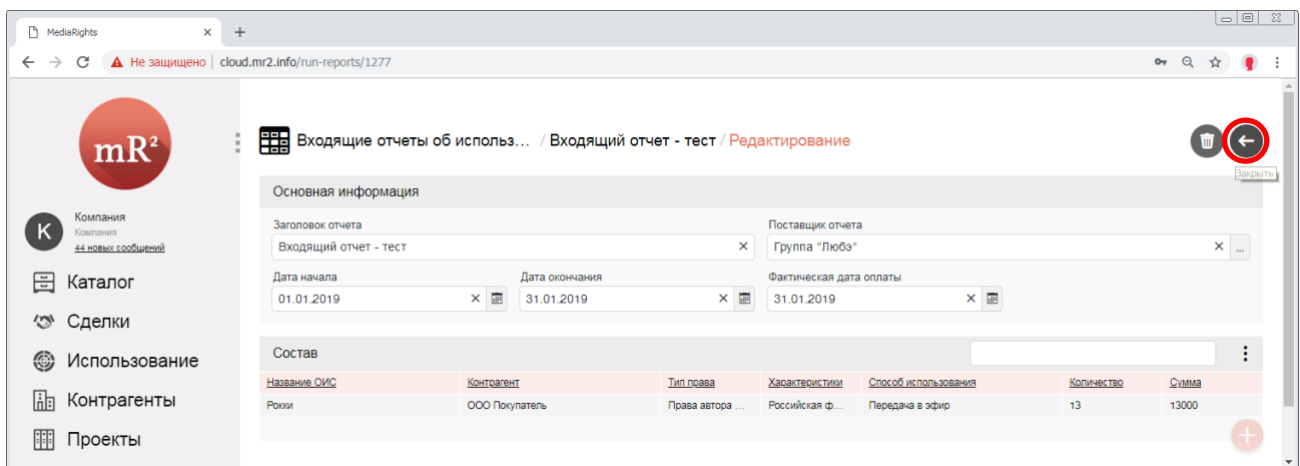 MediaRights
Не защищено | cloud.mr2.info/run-reports/1277
mR²
Входящие отчеты об использ... / Входящий отчет - тест / Редактирование
Закрыть
Основная информация
K
Компания
Компания
44 новых сообщений
Заголовок отчета
Поставщик отчета
Входящий отчет - тест
Группа "Любэ"
...
Дата начала
Дата окончания
Фактическая дата оплаты
01.01.2019
31.01.2019
31.01.2019
Каталог
Сделки
Использование
Контрагенты
Проекты
Состав
Название ОИС Контрагент Тип права Характеристики Способ использования Количество Сумма
Рокки ООО Покупатель Права автора ... Российская ф... Передача в эфир 13 13000